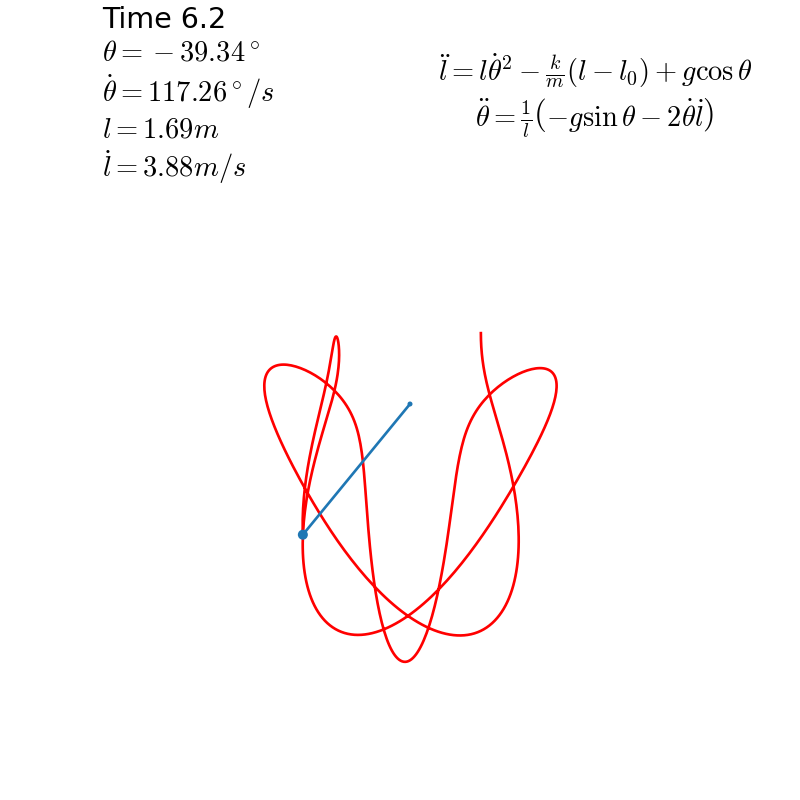 Time 6.2
θ = −39.34°
θ̇ = 117.26°/s
l = 1.69m
l̇ = 3.88m/s
l̈ = lθ̇² − k/m(l − l₀) + g cos θ
θ̈ = 1/l(−g sin θ − 2θ̇l̇)